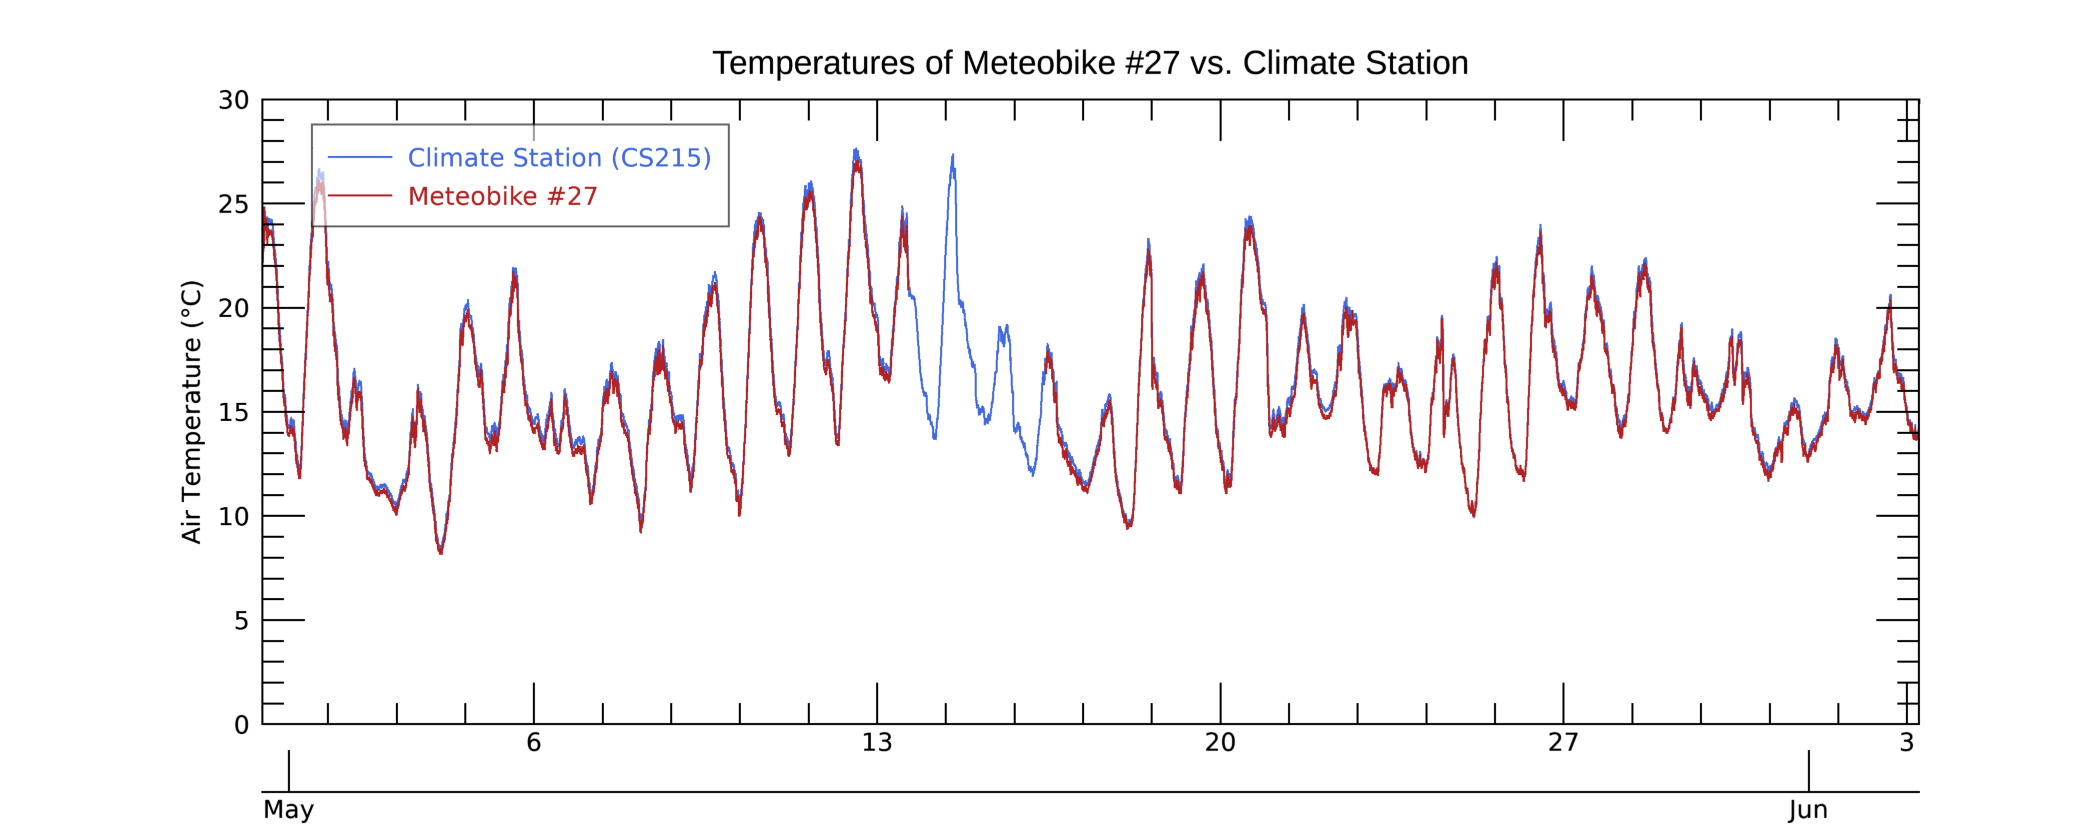 Temperatures of Meteobike #27 vs. Climate Station
Climate Station (CS215)
Meteobike #27
Air Temperature (°C)
30
25
20
15
10
5
0
6 13 20 27 3
May Jun